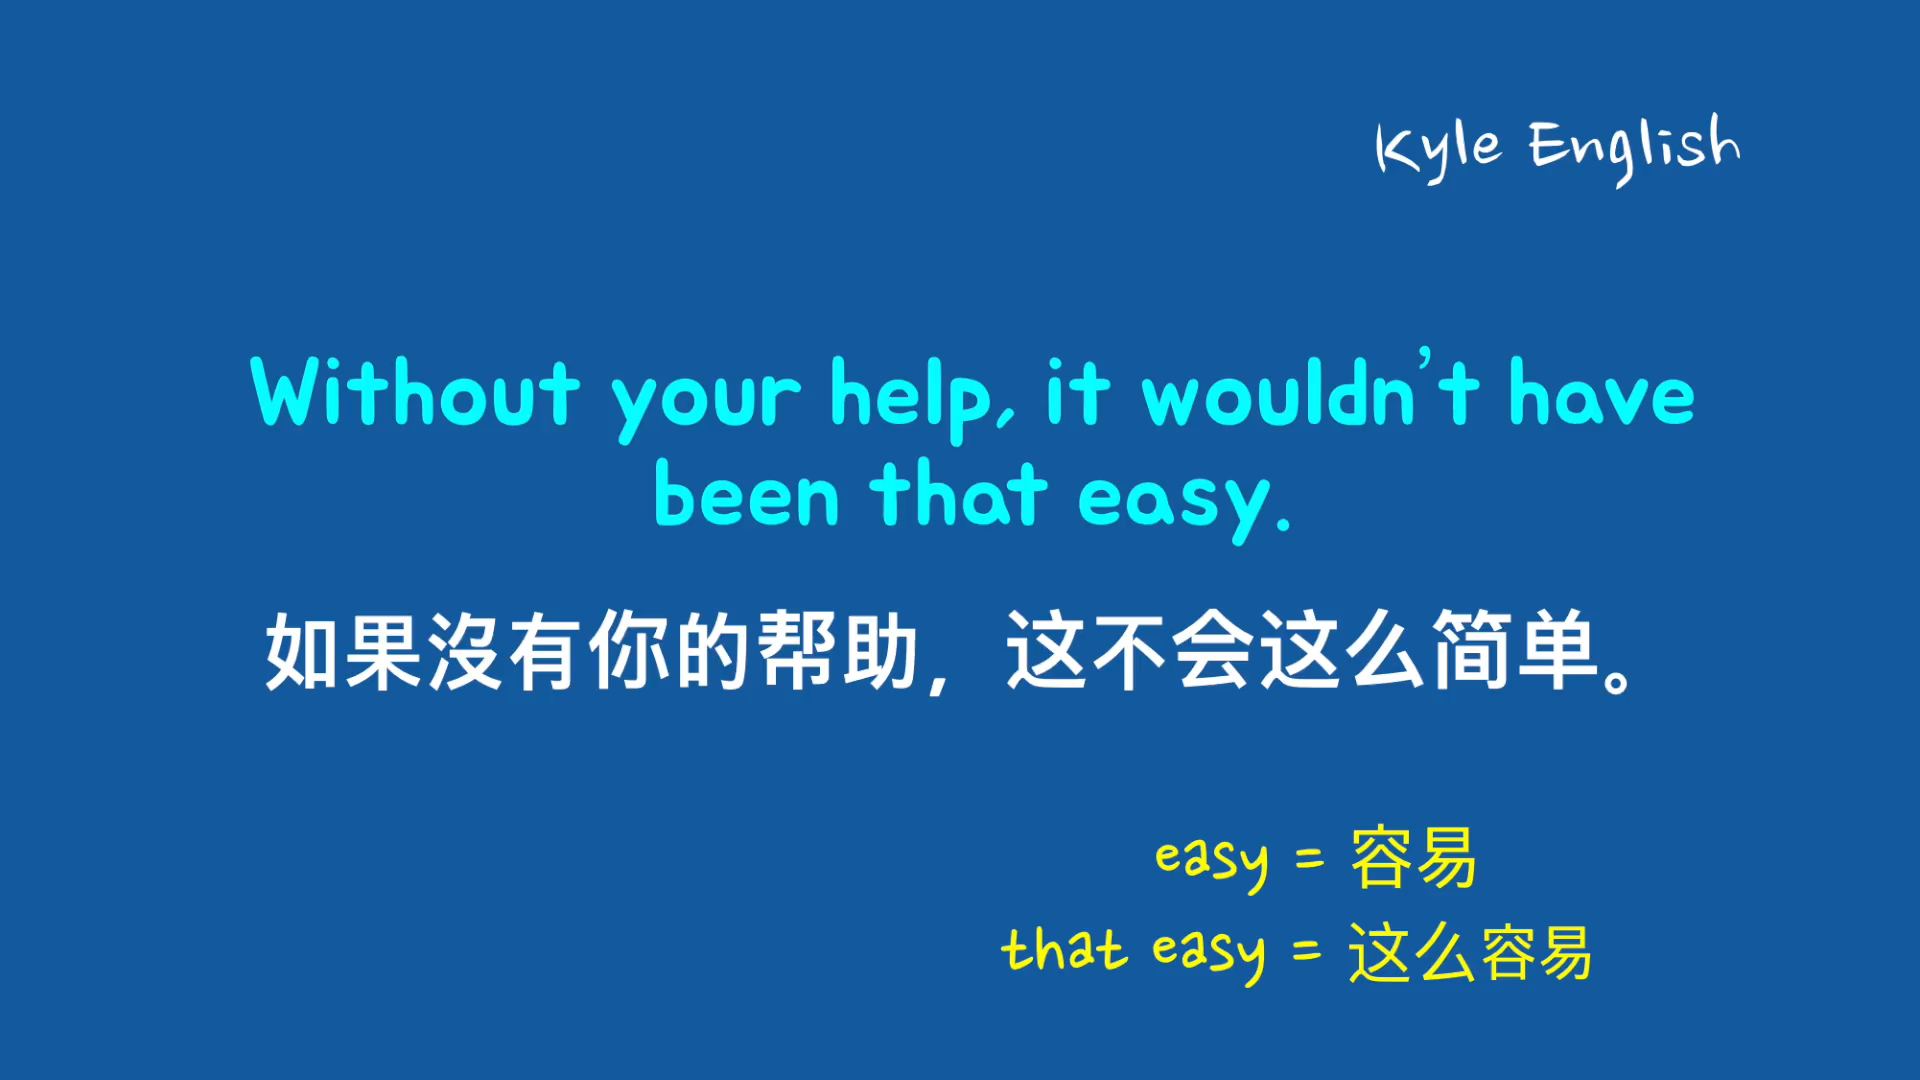 Kyle English
Without your help, it wouldn't have
been that easy.
如果沒有你的帮助，这不会这么简单。
easy = 容易
that easy = 这么容易